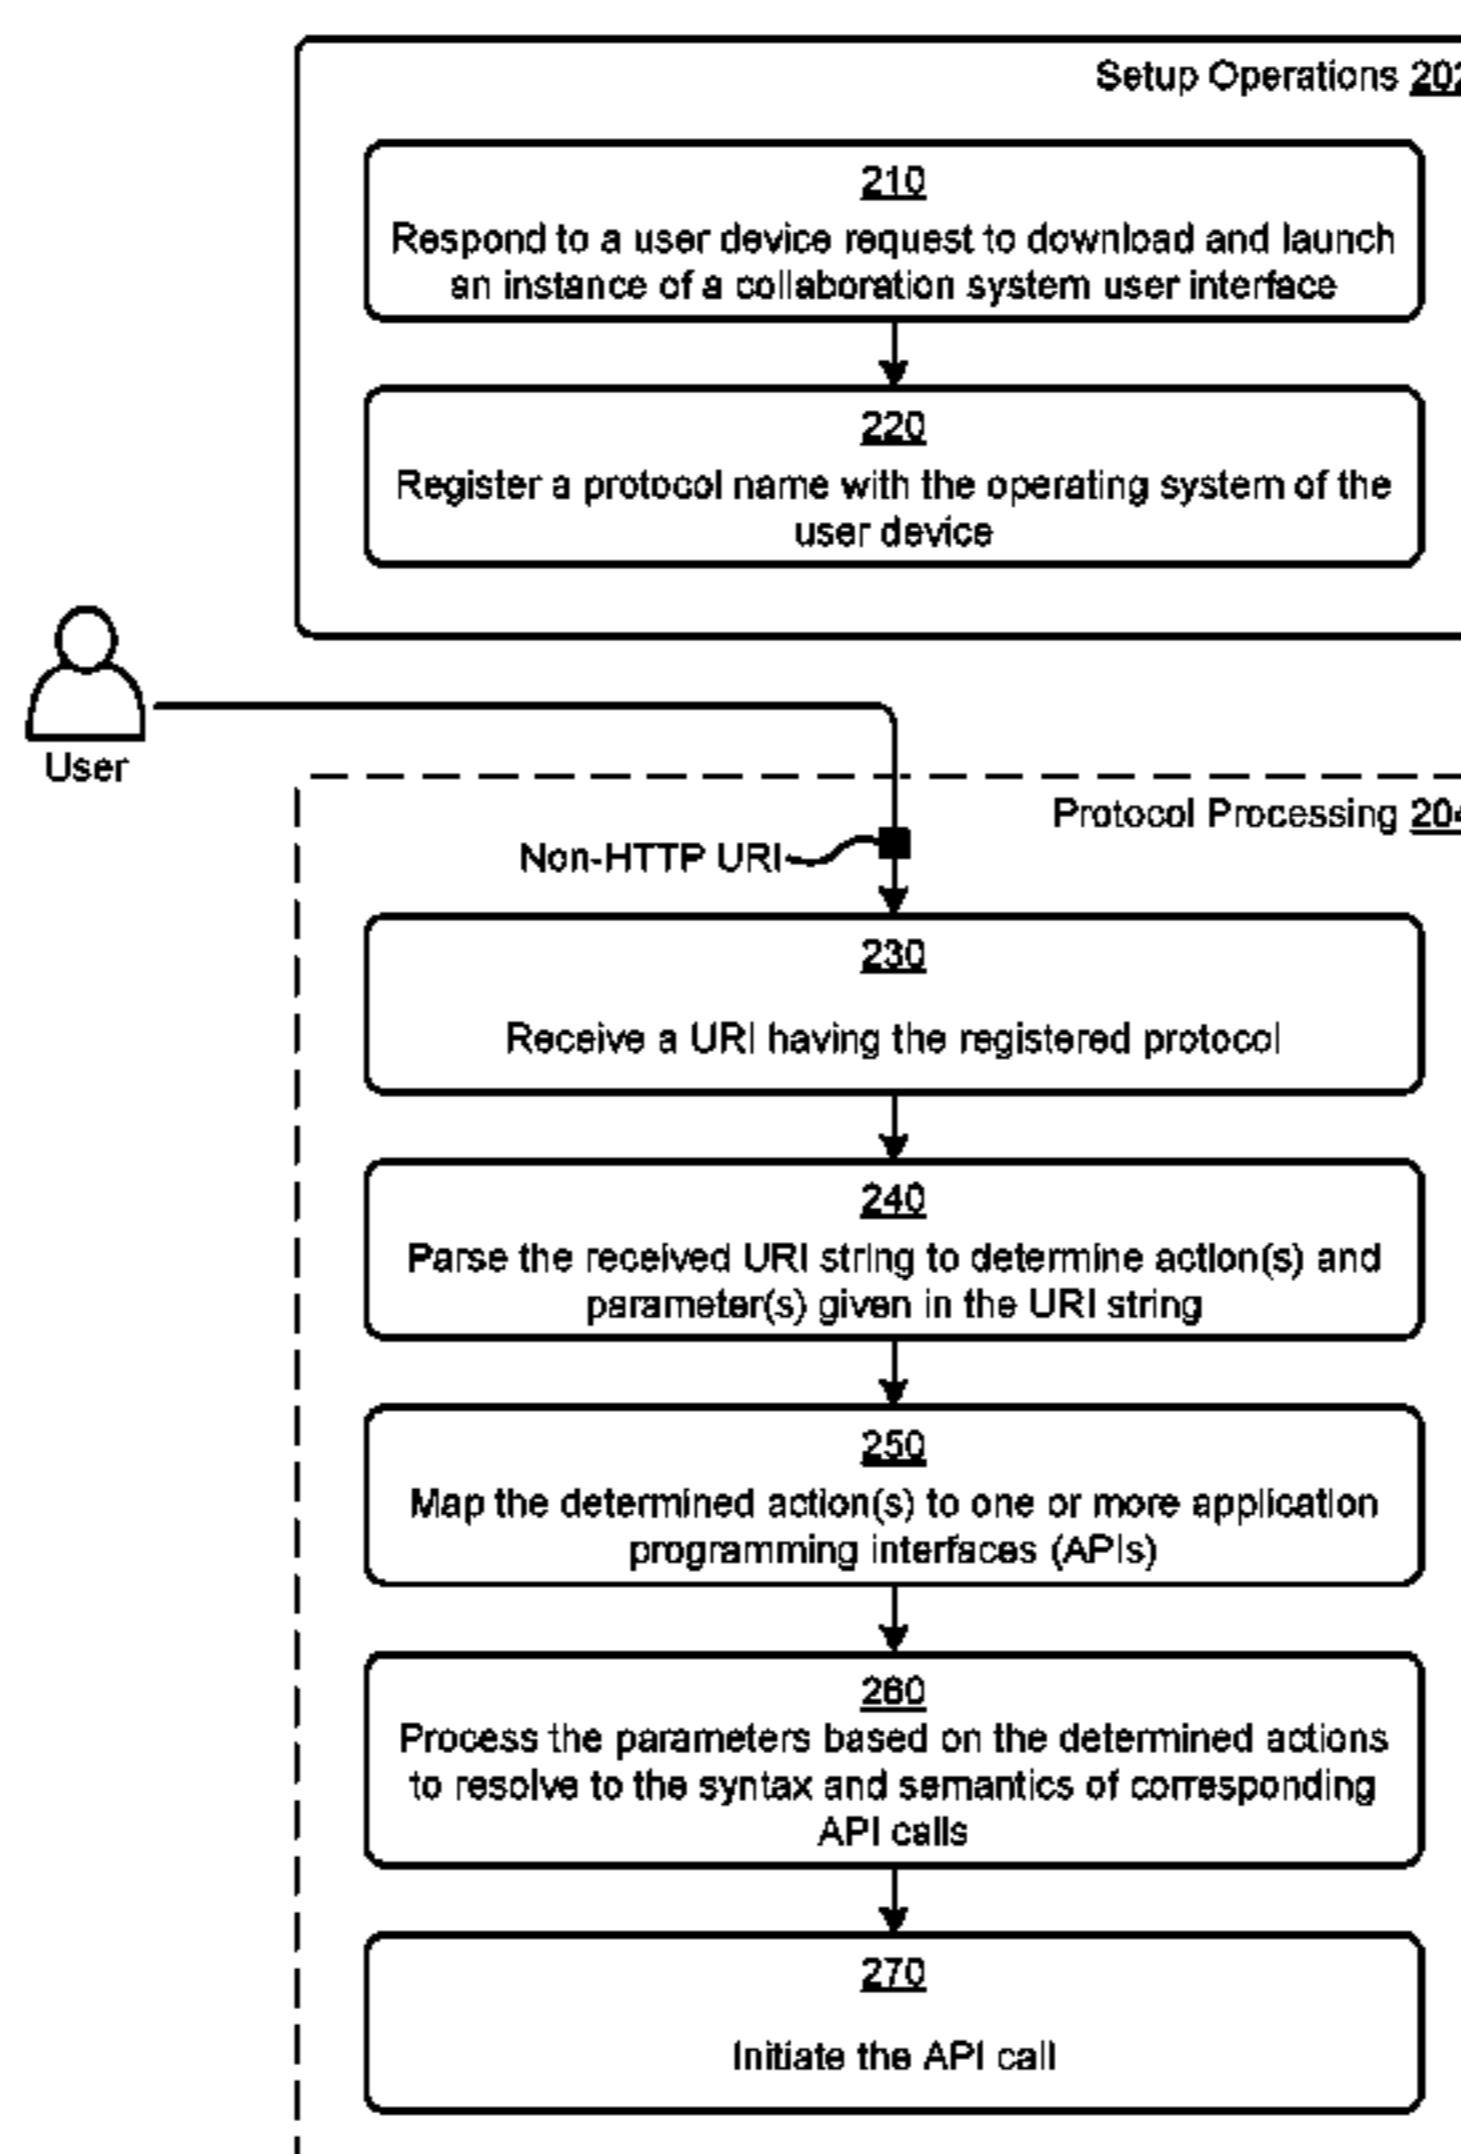 Setup Operations 202
210
Respond to a user device request to download and launch
an instance of a collaboration system user interface
220
Register a protocol name with the operating system of the
user device
User
Protocol Processing 204
Non-HTTP URI
230
Receive a URI having the registered protocol
240
Parse the received URI string to determine action(s) and
parameter(s) given in the URI string
250
Map the determined action(s) to one or more application
programming interfaces (APIs)
260
Process the parameters based on the determined actions
to resolve to the syntax and semantics of corresponding
API calls
270
Initiate the API call